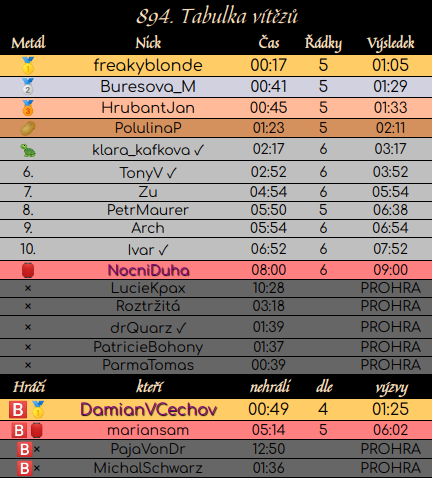 894. Tabulka vítězů
Metál Nick Čas Řádky Výsledek
🥇 freakyblonde 00:17 5 01:05
🥈 Buresova_M 00:41 5 01:29
🥉 HrubantJan 00:45 5 01:33
🥔 PolulinaP 01:23 5 02:11
🐢 klara_kafkova ✓ 02:17 6 03:17
6. TonyV ✓ 02:52 6 03:52
7. Zu 04:54 6 05:54
8. PetrMaurer 05:50 5 06:38
9. Arch 05:54 6 06:54
10. Ivar ✓ 06:52 6 07:52
NocniDuha 08:00 6 09:00
× LucieKpax 10:28 PROHRA
× Roztržitá 03:18 PROHRA
× drQuarz ✓ 01:39 PROHRA
× PatricieBohony 01:37 PROHRA
× ParmaTomas 00:39 PROHRA
Hráči kteří nehráli dle výzvy
B 🥇 DamianVCechov 00:49 4 01:25
B mariansam 05:14 5 06:02
B × PajaVonDr 12:50 PROHRA
B × MichalSchwarz 01:36 PROHRA